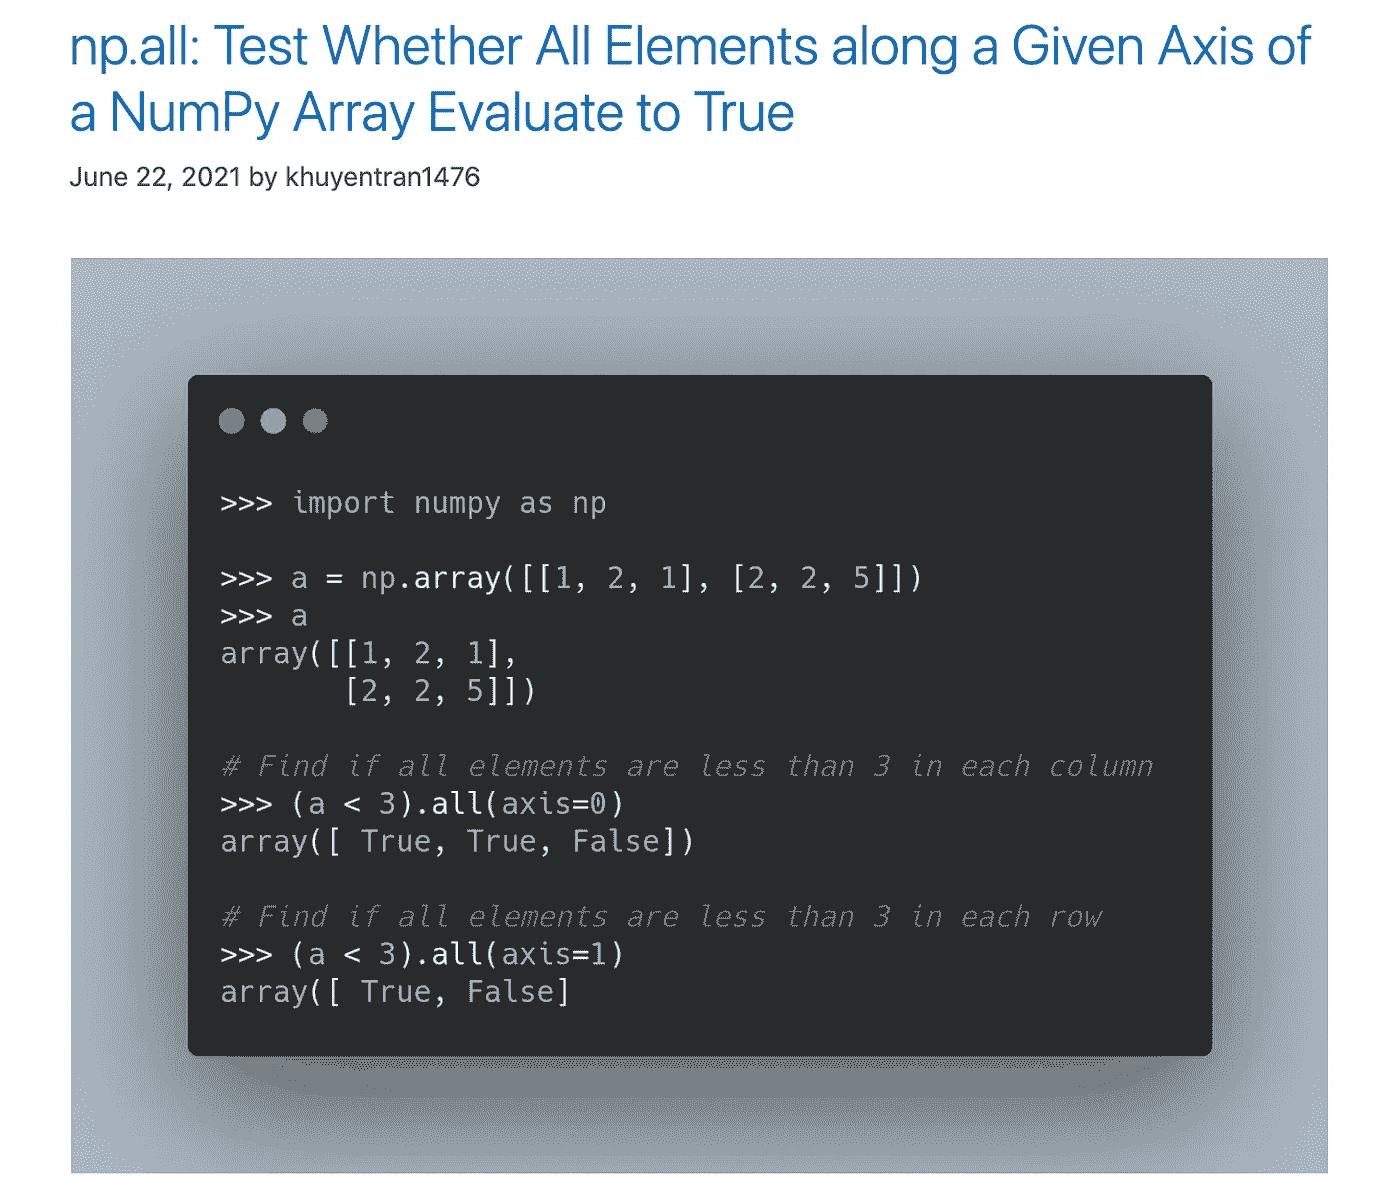 np.all: Test Whether All Elements along a Given Axis of
a NumPy Array Evaluate to True
June 22, 2021 by khuyentran1476
>>> import numpy as np
>>> a = np.array([[1, 2, 1], [2, 2, 5]])
>>> a
array([[1, 2, 1],
       [2, 2, 5]])
# Find if all elements are less than 3 in each column
>>> (a < 3).all(axis=0)
array([ True, True, False])
# Find if all elements are less than 3 in each row
>>> (a < 3).all(axis=1)
array([ True, False]